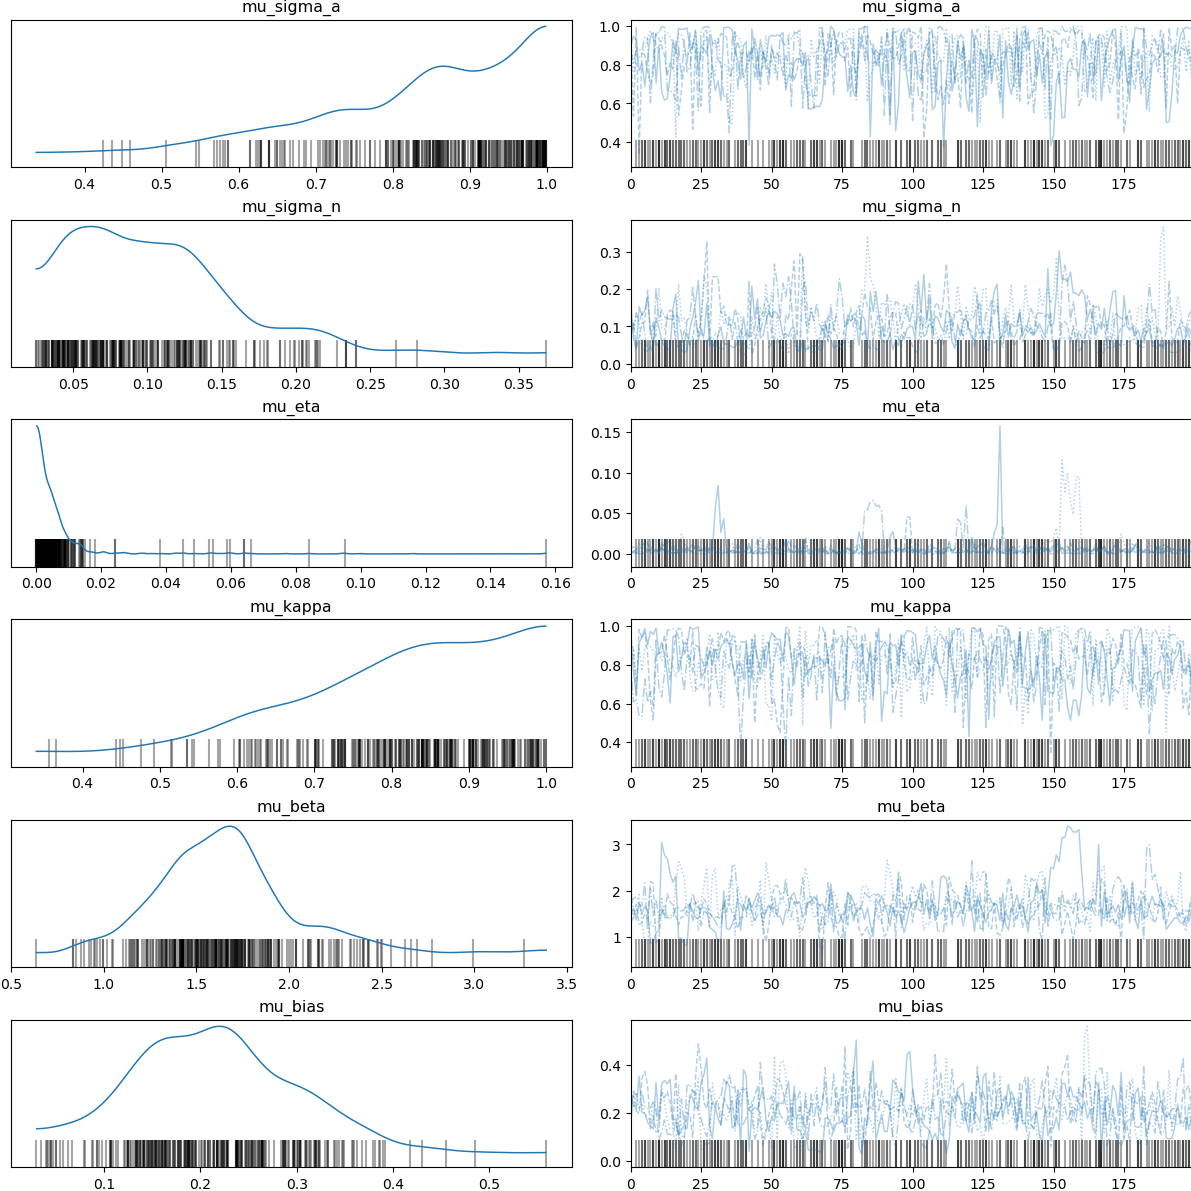 mu_sigma_a mu_sigma_a
1.0
0.8
0.6
0.4
0.4 0.5 0.6 0.7 0.8 0.9 1.0 0 25 50 75 100 125 150 175
mu_sigma_n mu_sigma_n
0.3
0.2
0.1
0.0
0.05 0.10 0.15 0.20 0.25 0.30 0.35 0 25 50 75 100 125 150 175
mu_eta mu_eta
0.15
0.10
0.05
0.00
0.00 0.02 0.04 0.06 0.08 0.10 0.12 0.14 0.16 0 25 50 75 100 125 150 175
mu_kappa mu_kappa
1.0
0.8
0.6
0.4
0.4 0.5 0.6 0.7 0.8 0.9 1.0 0 25 50 75 100 125 150 175
mu_beta mu_beta
3
2
1
0.5 1.0 1.5 2.0 2.5 3.0 3.5 0 25 50 75 100 125 150 175
mu_bias mu_bias
0.4
0.2
0.0
0.1 0.2 0.3 0.4 0.5 0 25 50 75 100 125 150 175